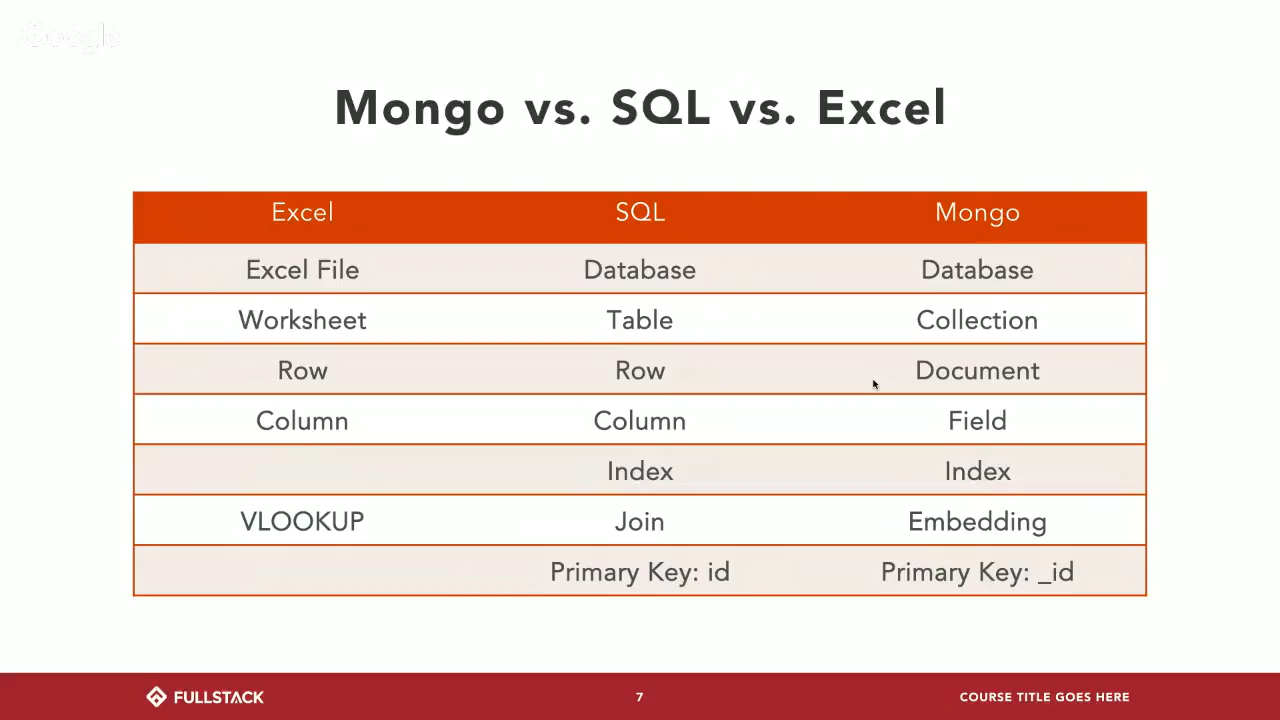 Google
Mongo vs. SQL vs. Excel
Excel SQL Mongo
Excel File Database Database
Worksheet Table Collection
Row Row Document
Column Column Field
Index Index
VLOOKUP Join Embedding
Primary Key: id Primary Key: _id
FULLSTACK 7 COURSE TITLE GOES HERE